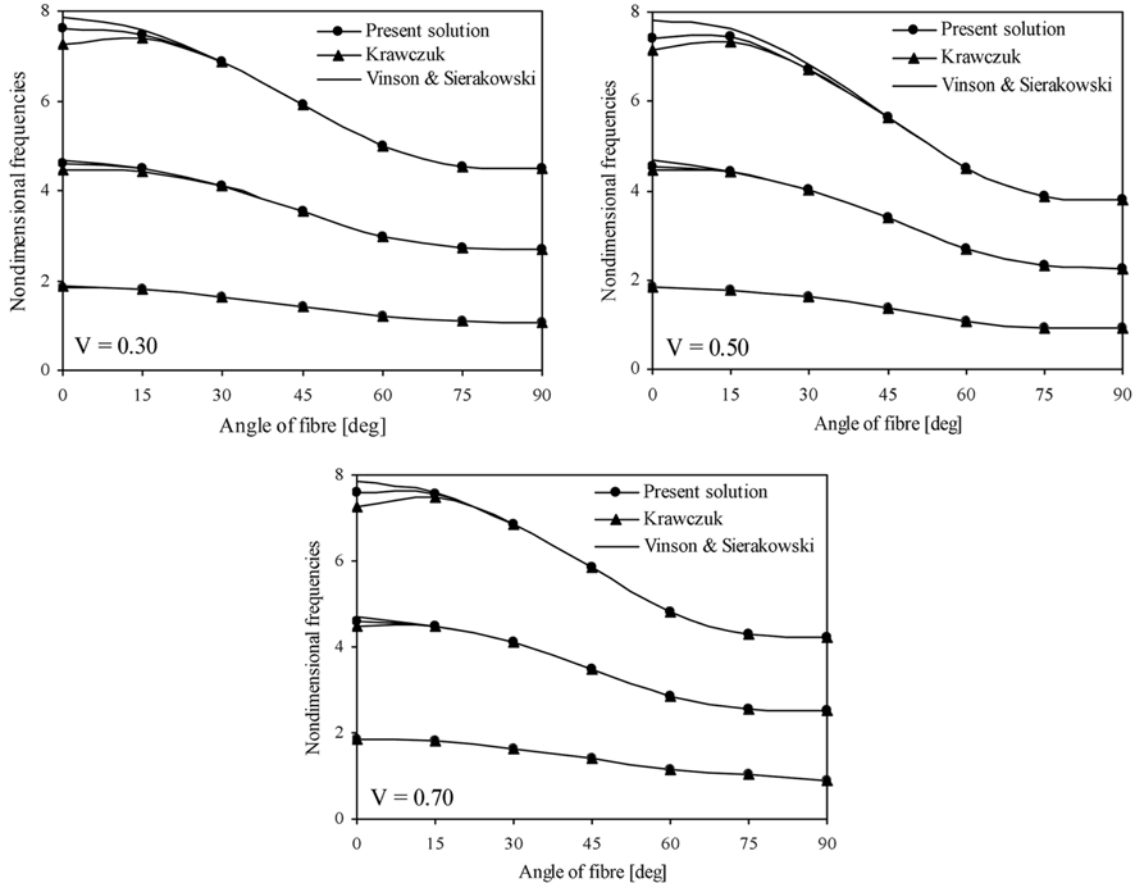 Nondimensional frequencies
8
6
4
2
0
Present solution
Krawczuk
Vinson & Sierakowski
V = 0.30
0 15 30 45 60 75 90
Angle of fibre [deg]
Nondimensional frequencies
8
6
4
2
0
Present solution
Krawczuk
Vinson & Sierakowski
V = 0.50
0 15 30 45 60 75 90
Angle of fibre [deg]
Nondimensional frequencies
8
6
4
2
0
Present solution
Krawczuk
Vinson & Sierakowski
V = 0.70
0 15 30 45 60 75 90
Angle of fibre [deg]